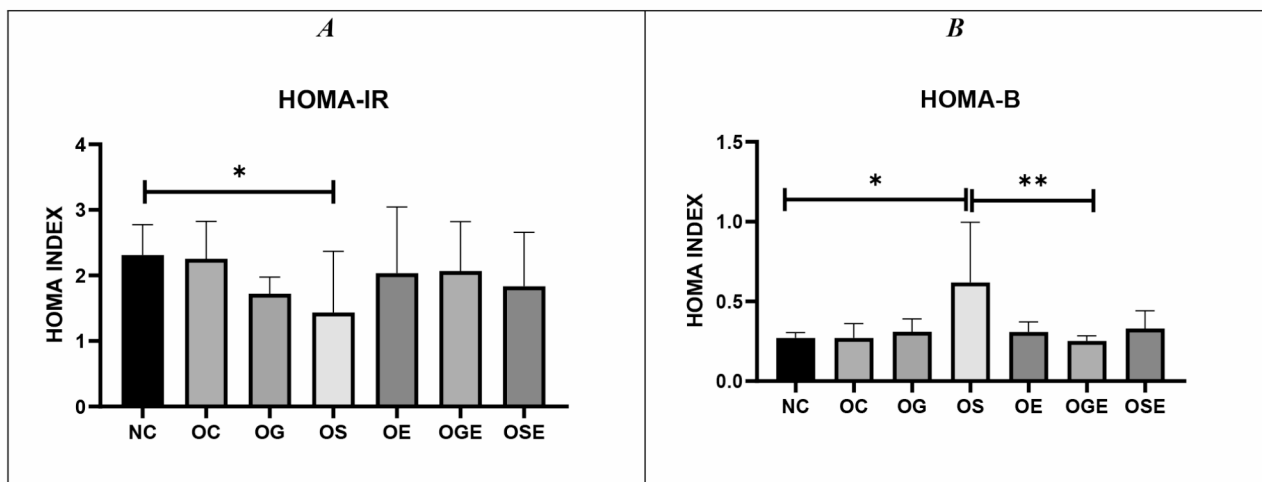 A
HOMA-IR
HOMA INDEX
4
3
2
1
0
*
NC OC OG OS OE OGE OSE
B
HOMA-B
HOMA INDEX
1.5
1.0
0.5
0.0
*
**
NC OC OG OS OE OGE OSE